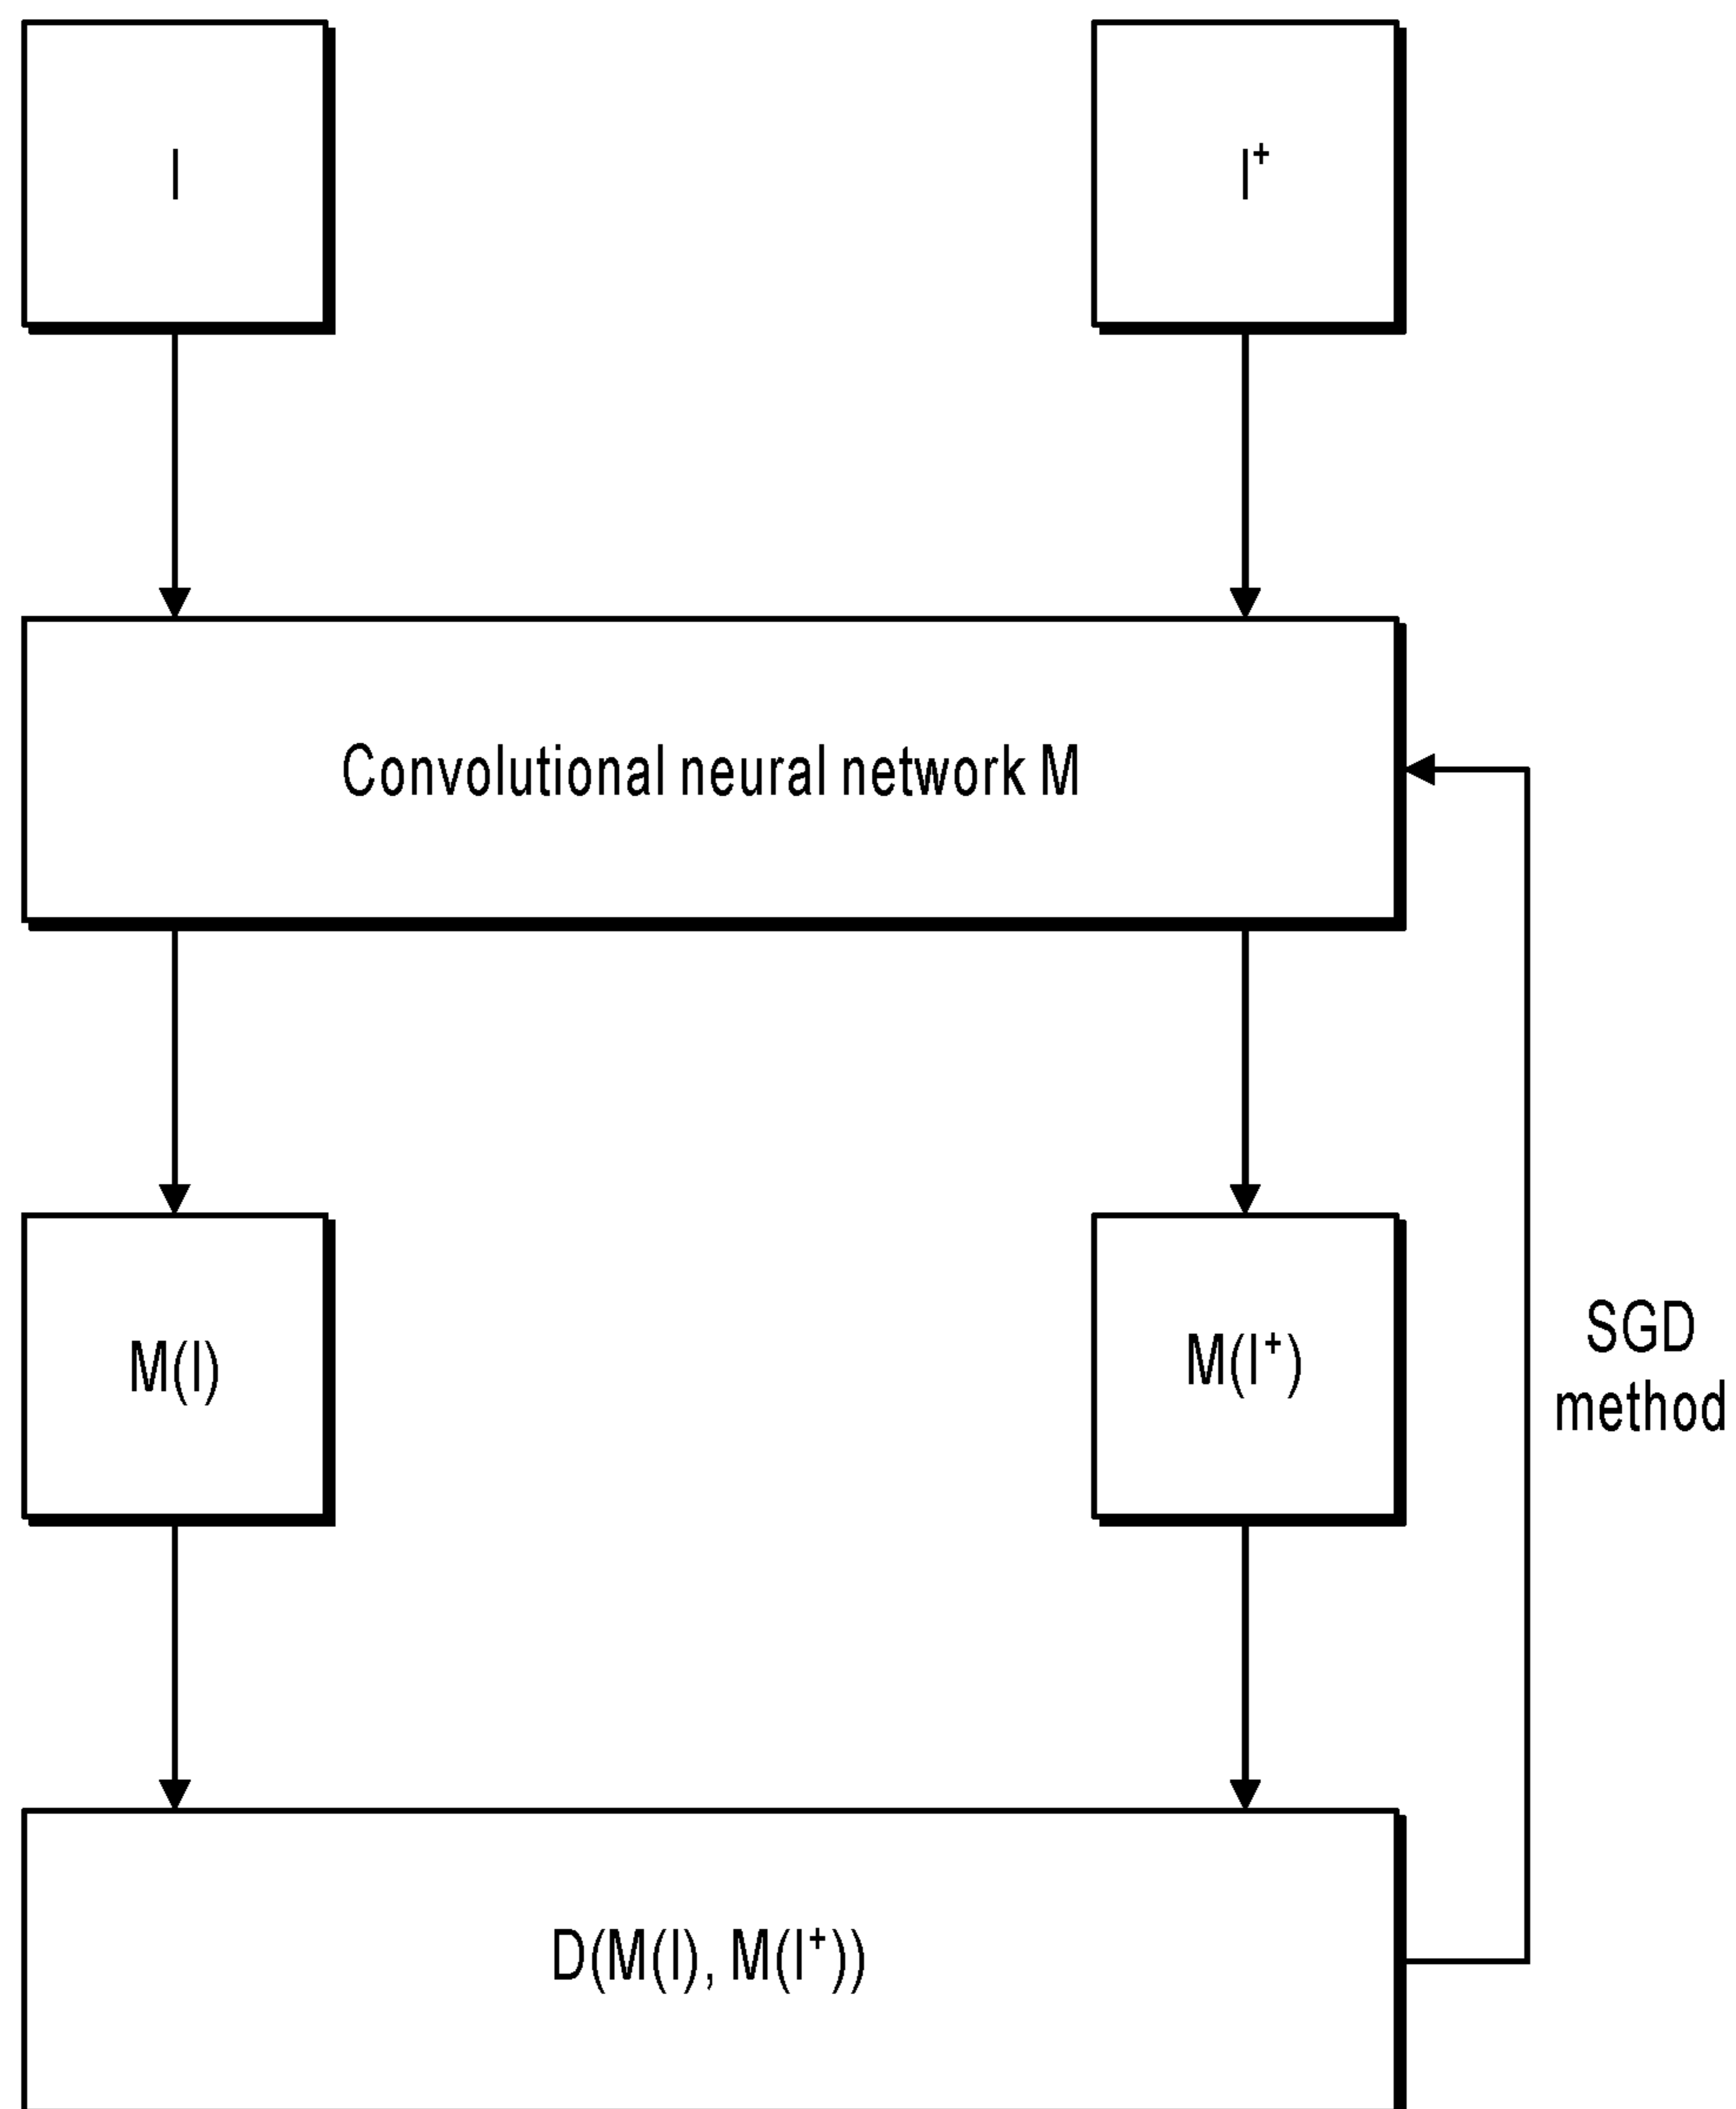 I
I⁺
Convolutional neural network M
M(I)
M(I⁺)
SGD
method
D(M(I), M(I⁺))